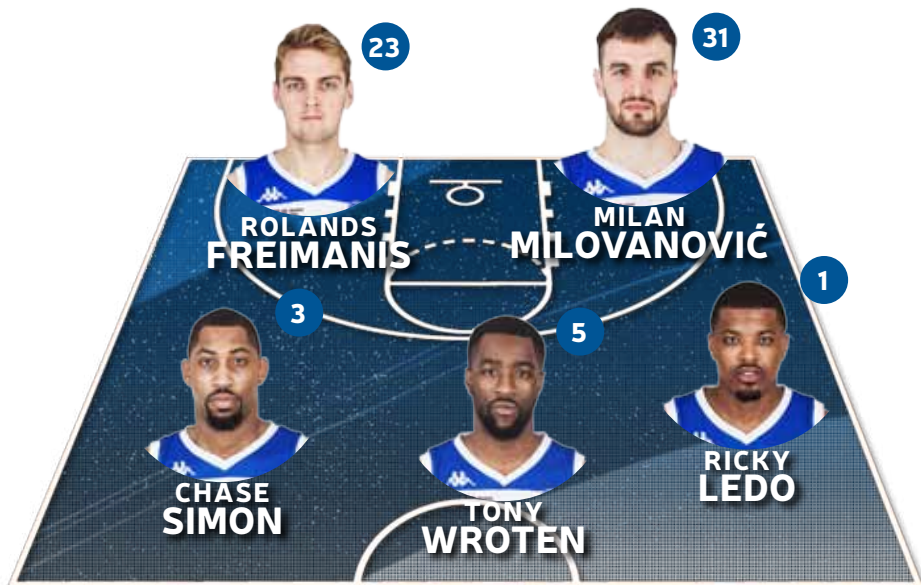 23
31
ROLANDS
FREIMANIS
MILAN
MILOVANOVIĆ
3
5
1
CHASE
SIMON
TONY
WROTEN
RICKY
LEDO